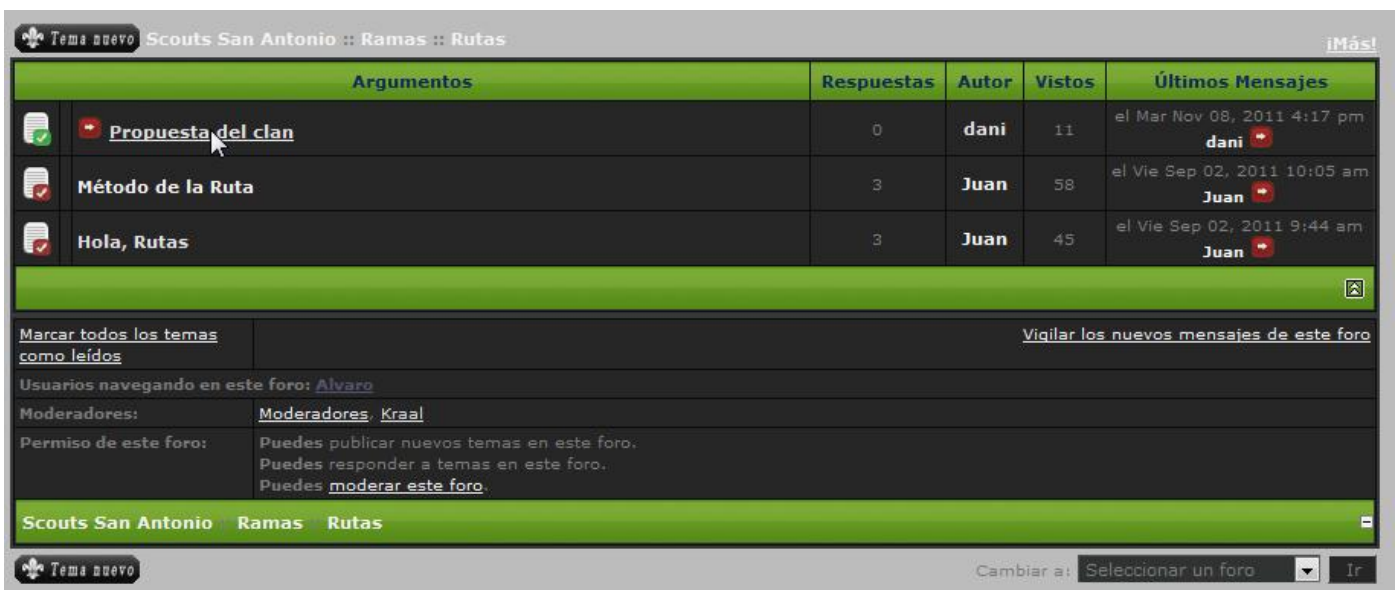 Tema nuevo Scouts San Antonio :: Ramas :: Rutas
¡Más!
Argumentos Respuestas Autor Vistos Últimos Mensajes
Propuesta del clan 0 dani 11 el Mar Nov 08, 2011 4:17 pm
dani
Método de la Ruta 3 Juan 58 el Vie Sep 02, 2011 10:05 am
Juan
Hola, Rutas 3 Juan 45 el Vie Sep 02, 2011 9:44 am
Juan
Marcar todos los temas
como leídos
Vigilar los nuevos mensajes de este foro
Usuarios navegando en este foro: Alvaro
Moderadores: Moderadores, Kraal
Permiso de este foro: Puedes publicar nuevos temas en este foro.
Puedes responder a temas en este foro.
Puedes moderar este foro.
Scouts San Antonio :: Ramas :: Rutas
Tema nuevo
Cambiar a: Seleccionar un foro Ir